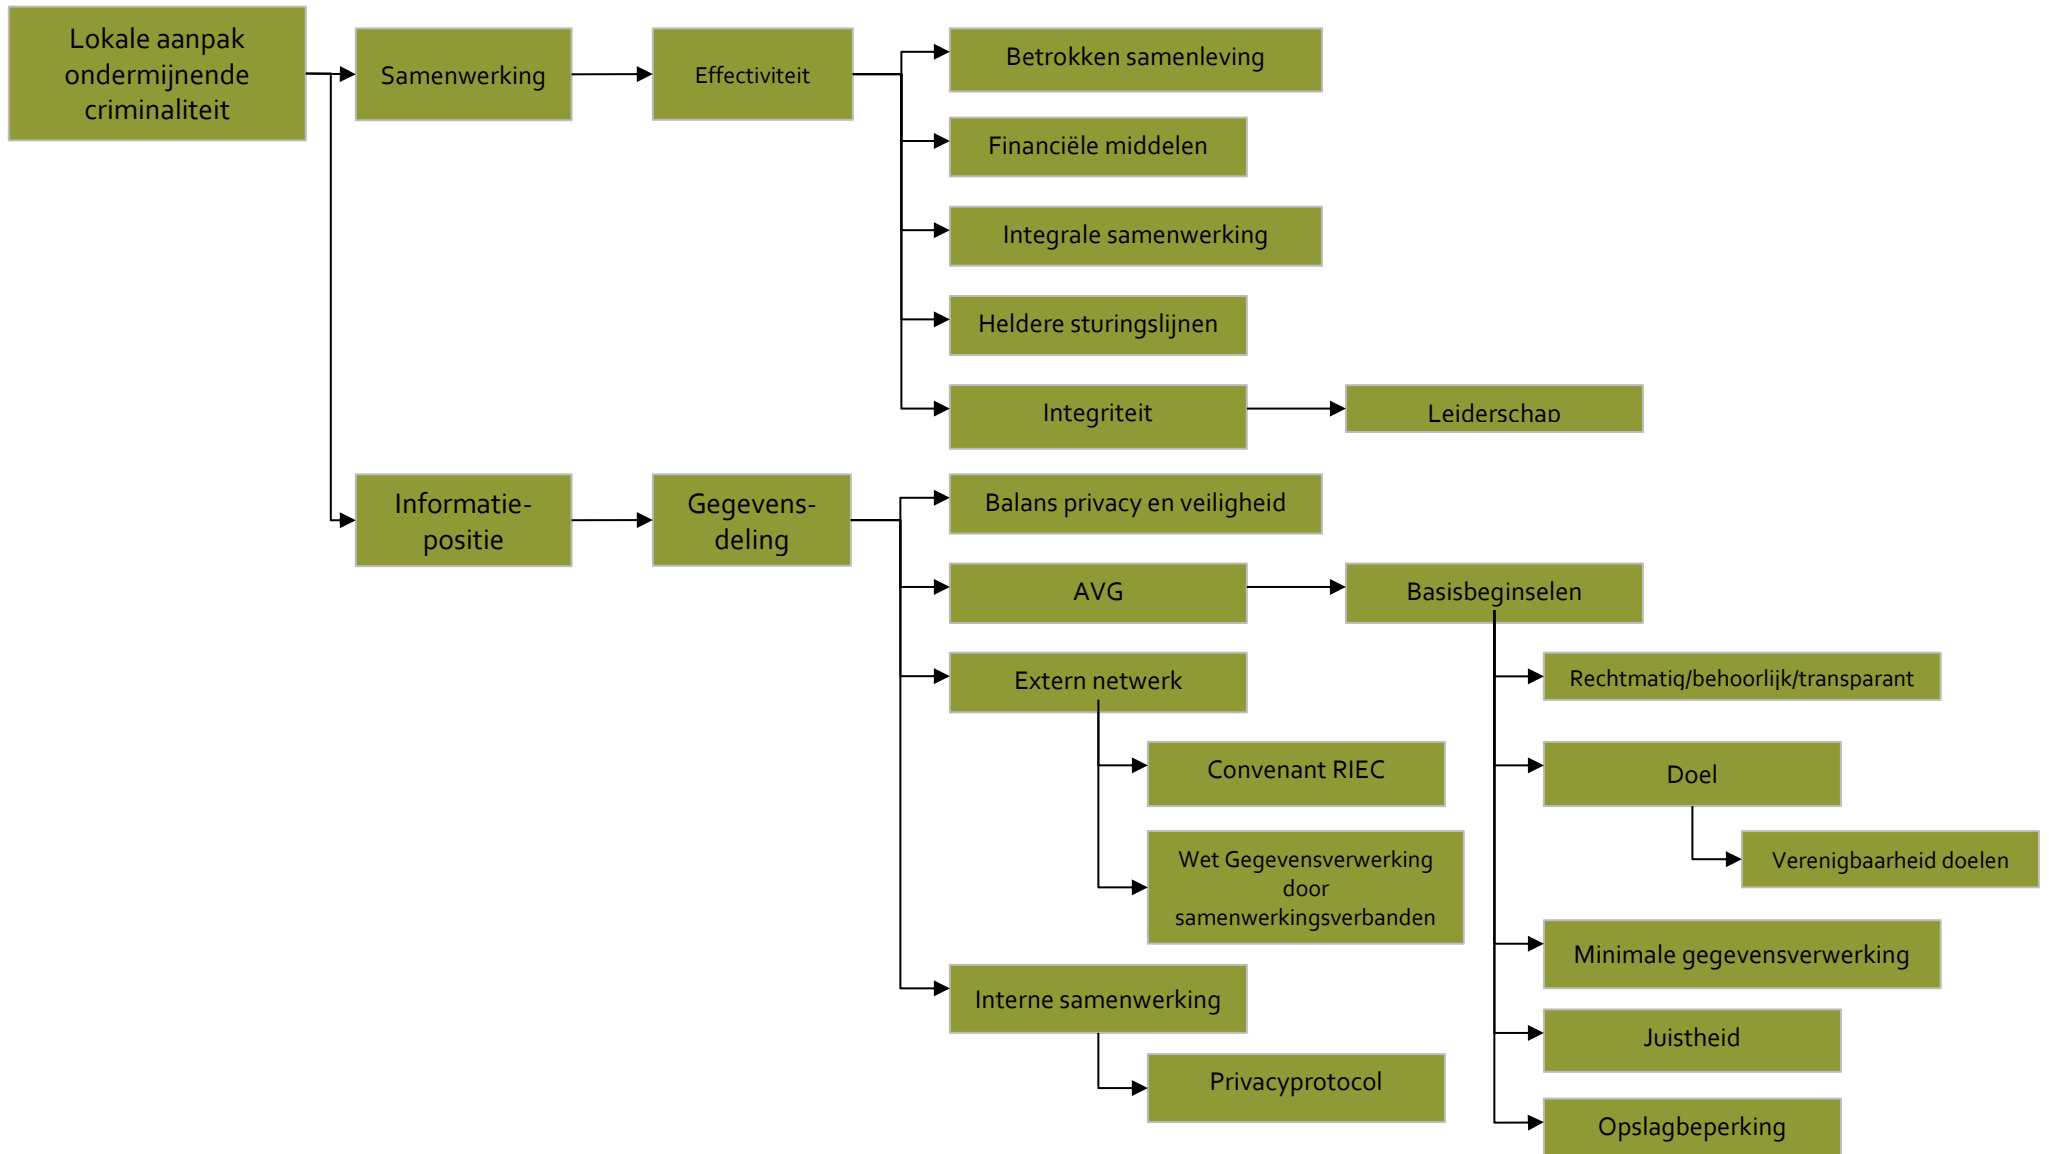 Lokale aanpak
ondermijnende
criminaliteit
Samenwerking
Effectiviteit
Betrokken samenleving
Financiële middelen
Integrale samenwerking
Heldere sturingslijnen
Integriteit
Leiderschap
Informatie-
positie
Gegevens-
deling
Balans privacy en veiligheid
AVG
Basisbeginselen
Extern netwerk
Rechtmatig/behoorlijk/transparant
Convenant RIEC
Doel
Wet Gegevensverwerking
door
samenwerkingsverbanden
Verenigbaarheid doelen
Minimale gegevensverwerking
Interne samenwerking
Juistheid
Privacyprotocol
Opslagbeperking